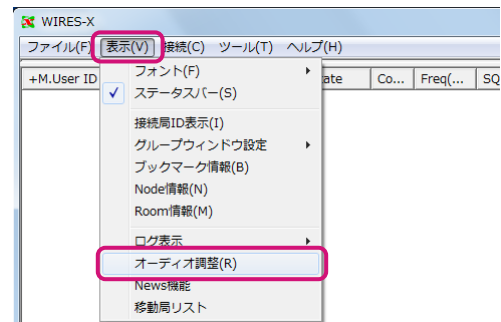 WIRES-X
ファイル(F) 表示(V) 接続(C) ツール(T) ヘルプ(H)
+M.User ID ate Co... Freq(... SQ
フォント(F)
ステータスバー(S)
接続局ID表示(I)
グループウィンドウ設定
ブックマーク情報(B)
Node情報(N)
Room情報(M)
ログ表示
オーディオ調整(R)
News機能
移動局リスト